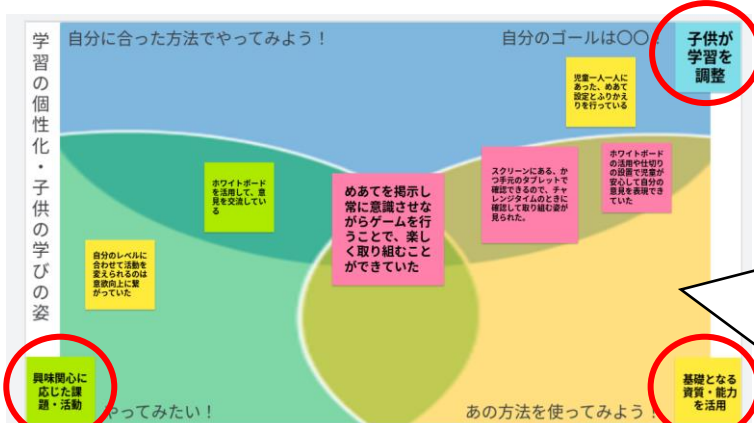 学習の個性化・子供の学びの姿
自分に合った方法でやってみよう！
自分のゴールは〇〇！
子供が
学習を
調整
児童一人一人に
あった、めあて
設定とふりかえ
りを行っている
ホワイトボード
を活用して、意
見を交流してい
る
めあてを掲示し
常に意識させな
がらゲームを行
うことで、楽し
く取り組むこと
ができていた
スクリーンにある、か
つ手元のタブレットで
確認できるので、チャ
レンジタイムのときに
確認して取り組む姿が
見られた。
ホワイトボード
の活用や仕切り
の設置で児童が
安心して自分の
意見を表現でき
ていた
自分のレベルに
合わせて活動を
変えられるのは
意欲向上に繋
がっていた
興味関心に
応じた課
題・活動
やってみたい！
あの方法を使ってみよう！
基礎となる
資質・能力
を活用